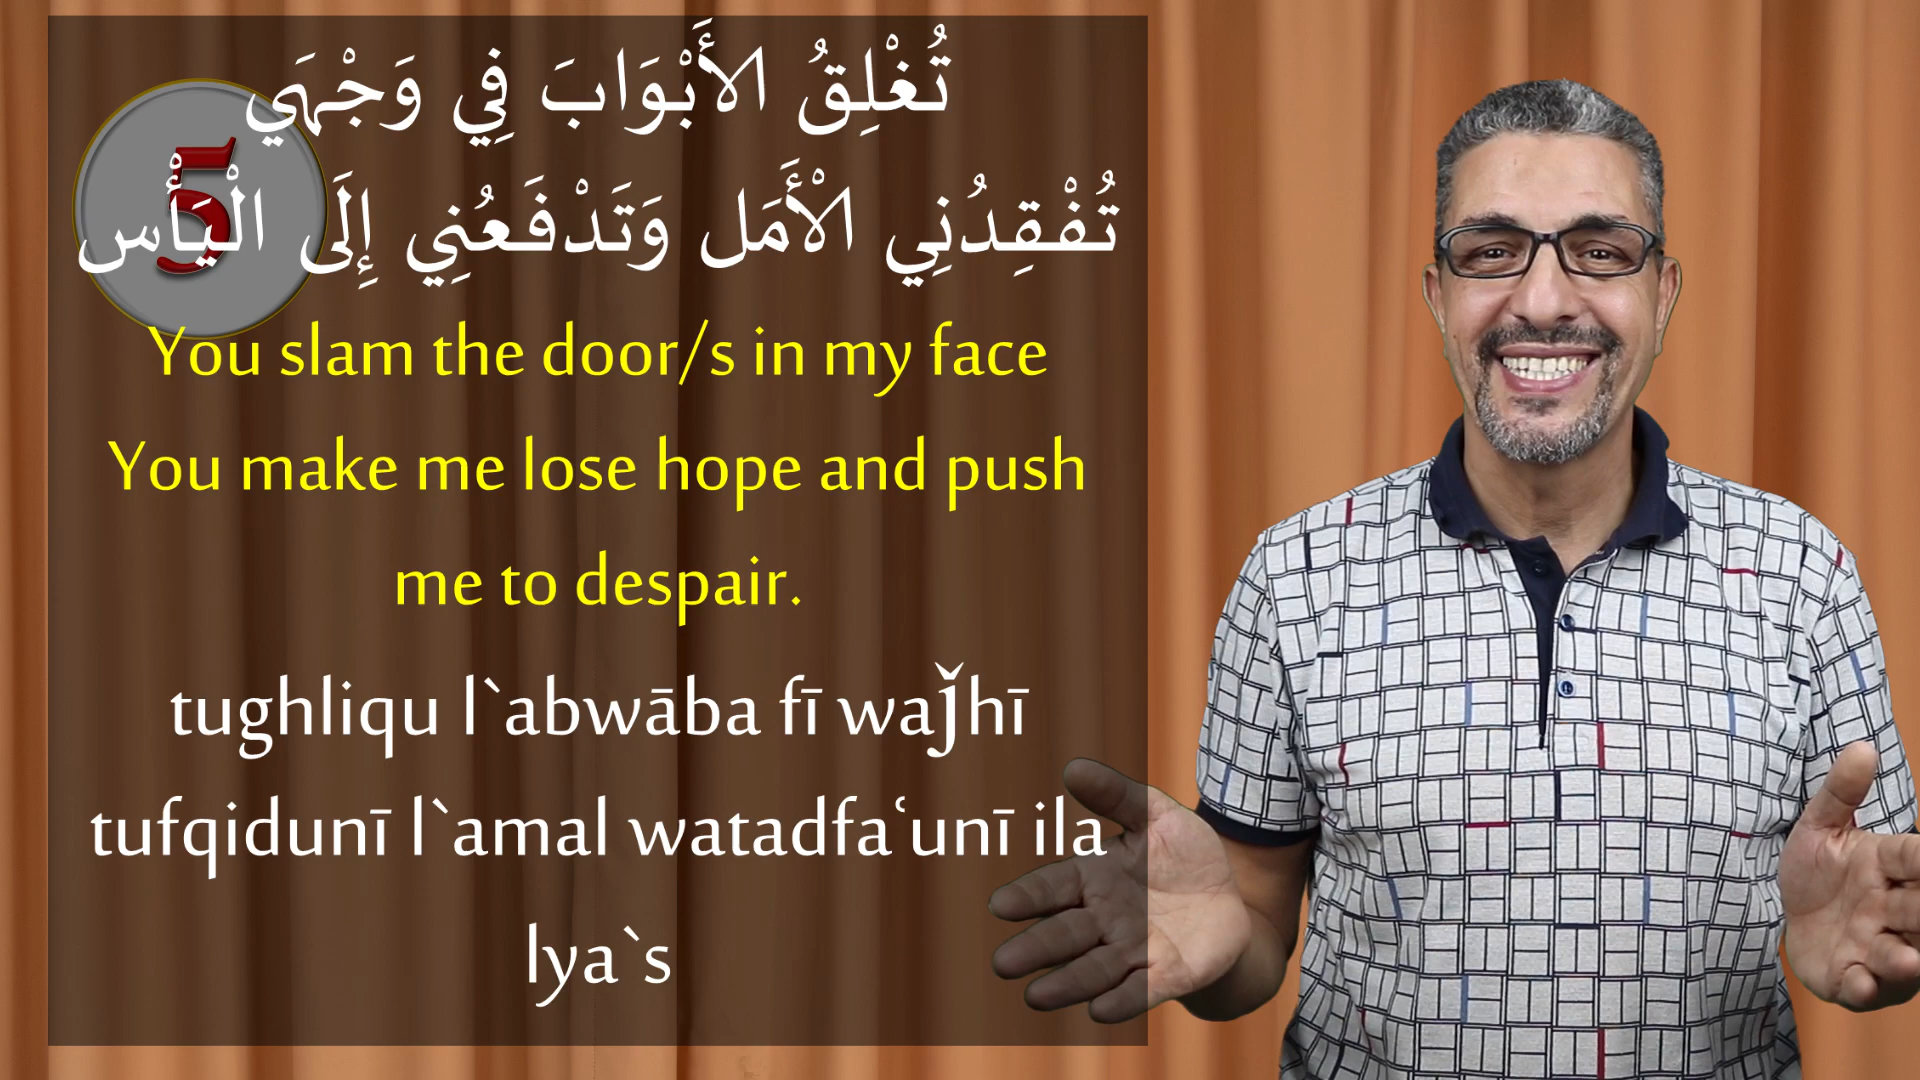 5
تُغْلِقُ الأَبْوَابَ فِي وَجْهَي
تُفْقِدُنِي الْأَمَل وَتَدْفَعُنِي إِلَى الْيَأْس
You slam the door/s in my face
You make me lose hope and push
me to despair.
tughliqu l`abwāba fī waǰhī
tufqidunī l`amal watadfaʿunī ila
lya`s